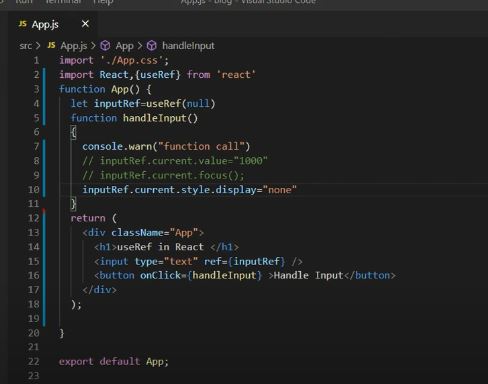 Run Terminal Help App.js - blog - Visual Studio Code
JS App.js ×
src > JS App.js > App > handleInput
1 import './App.css';
2 import React,{useRef} from 'react'
3 function App() {
4 let inputRef=useRef(null)
5 function handleInput()
6 {
7 console.warn("function call")
8 // inputRef.current.value="1000"
9 // inputRef.current.focus();
10 inputRef.current.style.display="none"
11 }
12 return (
13 <div className="App">
14 <h1>useRef in React </h1>
15 <input type="text" ref={inputRef} />
16 <button onClick={handleInput} >Handle Input</button>
17 </div>
18 );
19
20 }
21
22 export default App;
23